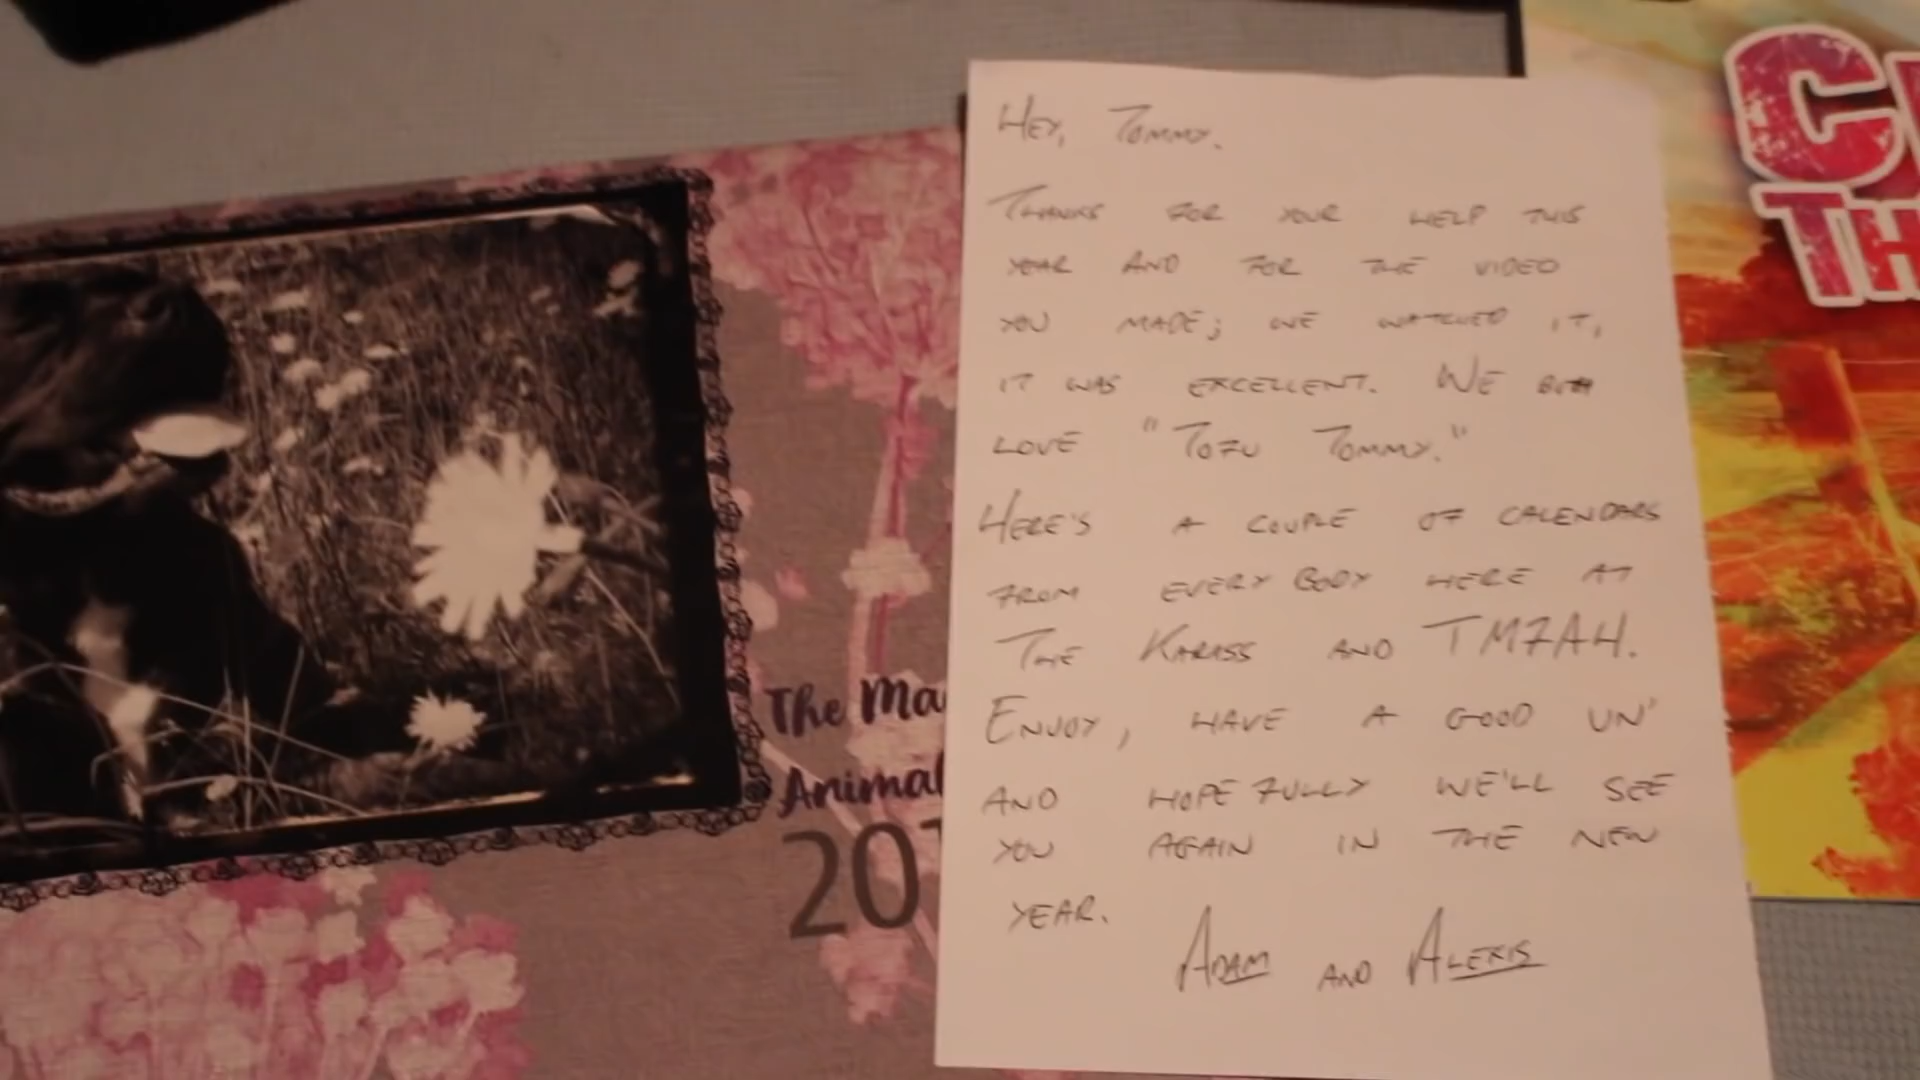 Hey, Tommy.
Thanks for your help this
year and for the video
you made; we watched it,
it was excellent. We both
love "Tofu Tommy."
Here's a couple of calendars
from everybody here at
The Karass and TMFAH.
Enjoy, have a good un'
and hopefully we'll see
you again in the new
year.
Adam and Alexis
The Ma
Animal
20
C
Th